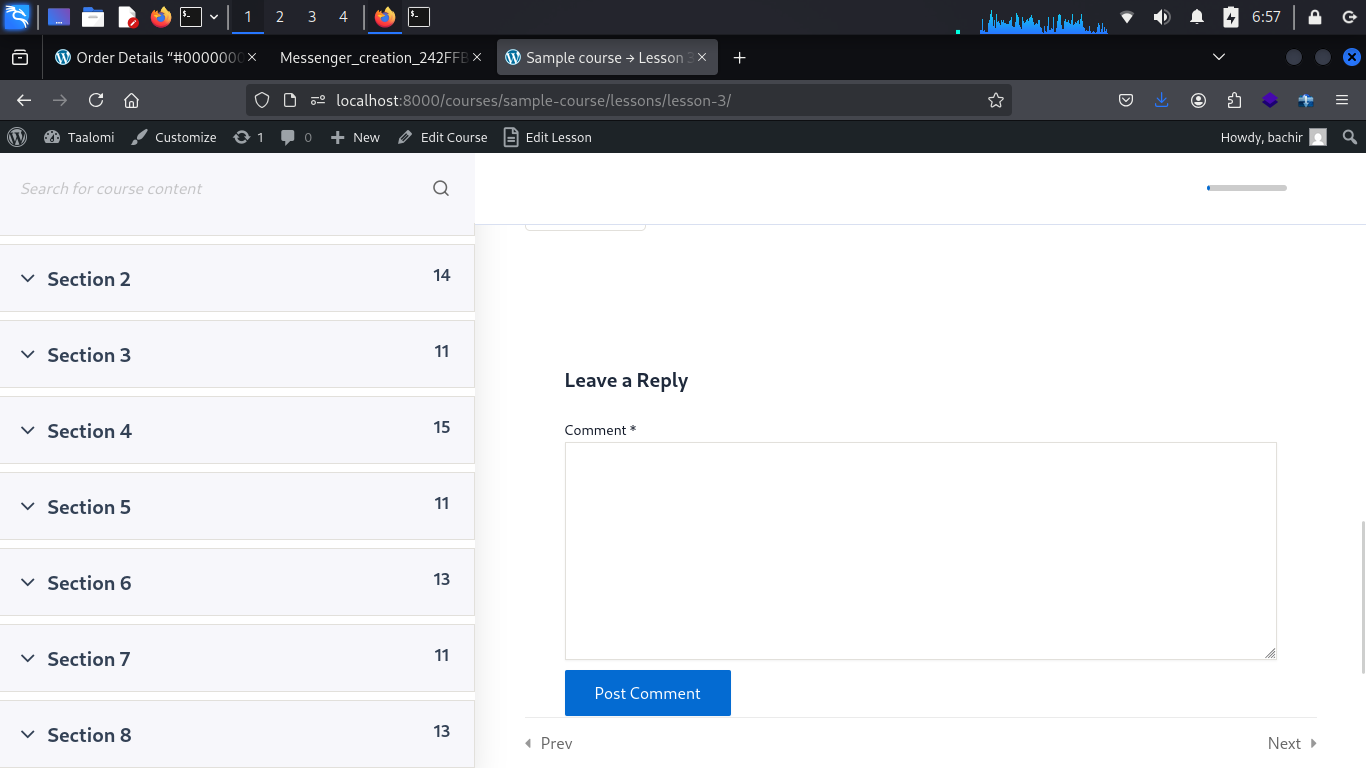 1 2 3 4 6:57
Order Details “#0000000 Messenger_creation_242FFB Sample course → Lesson 3
localhost:8000/courses/sample-course/lessons/lesson-3/
Taalomi Customize 1 0 New Edit Course Edit Lesson Howdy, bachir
Search for course content
Section 2 14
Section 3 11
Section 4 15
Section 5 11
Section 6 13
Section 7 11
Section 8 13
Leave a Reply
Comment *
Post Comment
Prev Next